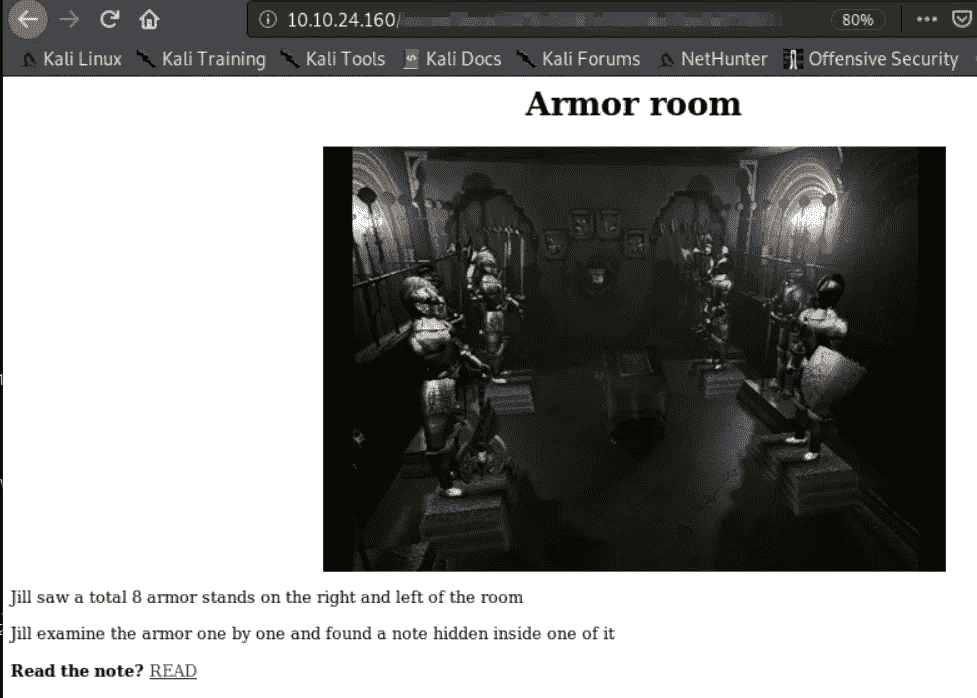 10.10.24.160/
80%
Kali Linux Kali Training Kali Tools Kali Docs Kali Forums NetHunter Offensive Security
Armor room
Jill saw a total 8 armor stands on the right and left of the room
Jill examine the armor one by one and found a note hidden inside one of it
Read the note? READ